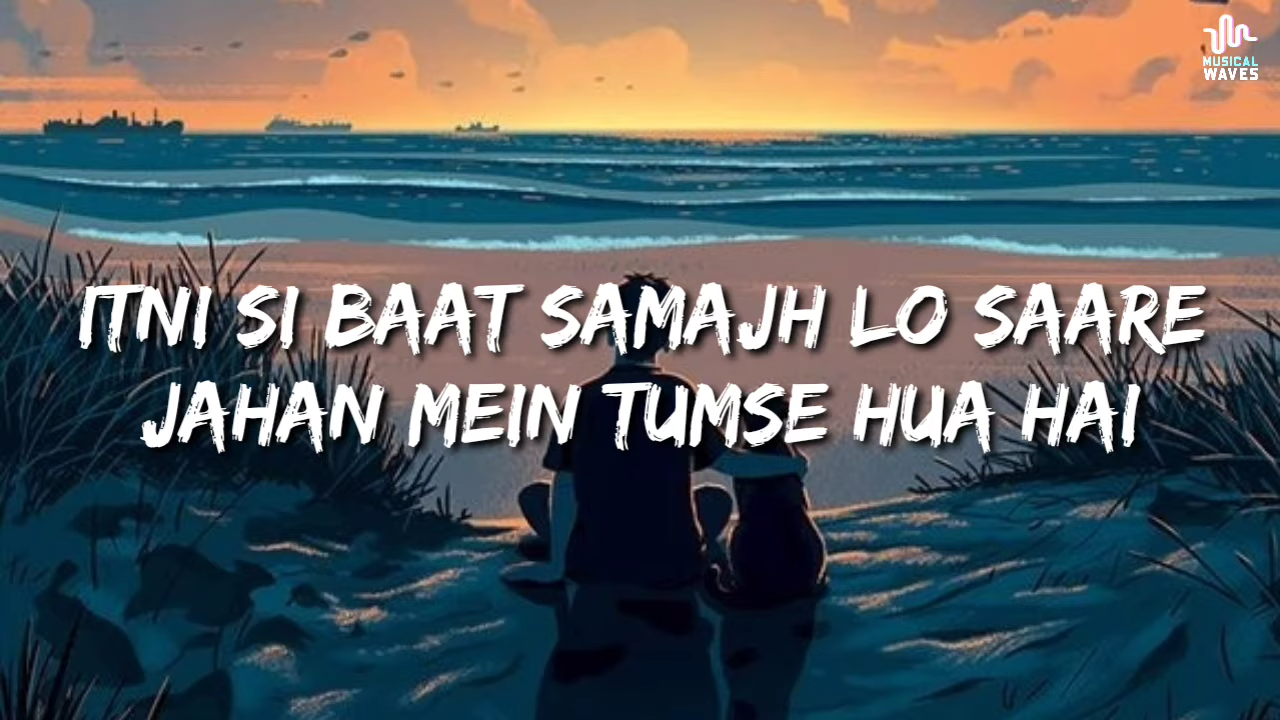 MUSICAL
WAVES
ITNI SI BAAT SAMAJH LO SAARE
JAHAN MEIN TUMSE HUA HAI